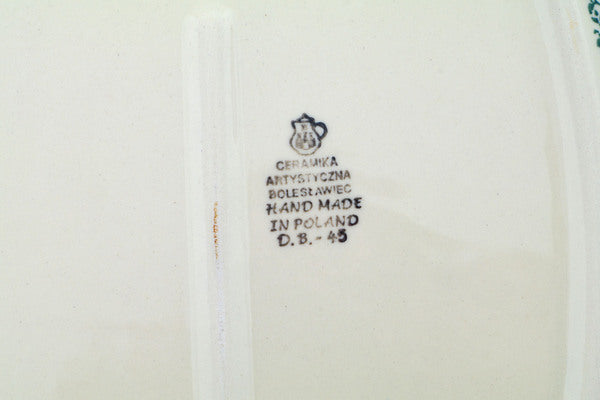 CERAMIKA
ARTYSTYCZNA
BOLESŁAWIEC
HAND MADE
IN POLAND
D.B.-45